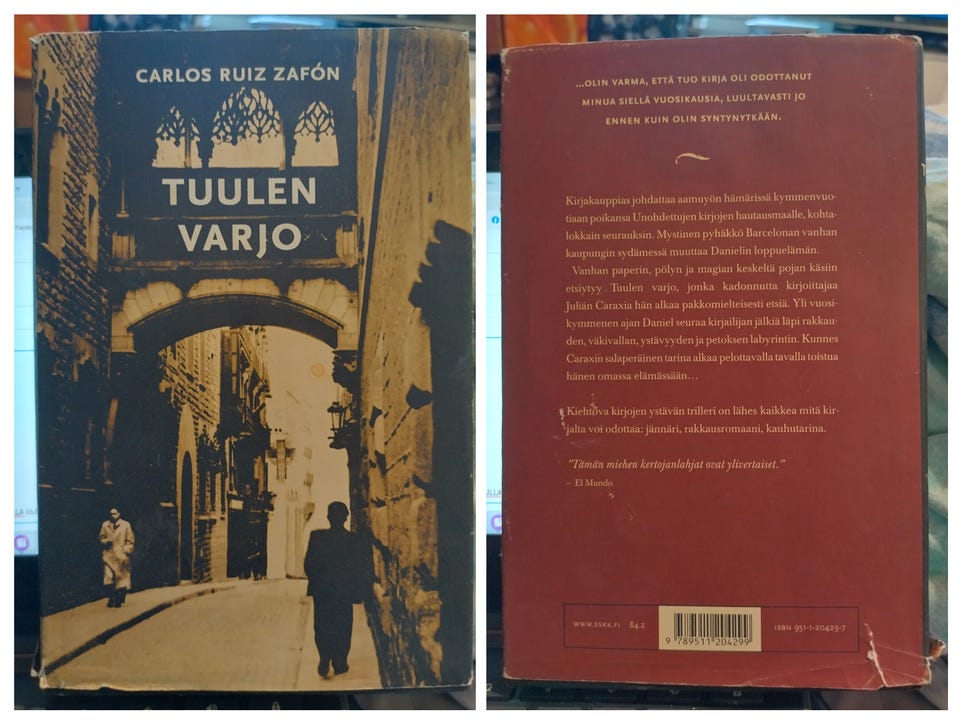 CARLOS RUIZ ZAFÓN
TUULEN
VARJO
...OLIN VARMA, ETTÄ TUO KIRJA OLI ODOTTANUT
MINUA SIELLÄ VUOSIKAUSIA, LUULTAVASTI JO
ENNEN KUIN OLIN SYNTYNYTKÄÄN.
Kirjakauppias johdattaa aamuyön hämärissä kymmenvuo-
tiaan poikansa Unohdettujen kirjojen hautausmaalle, kohta-
lokkain seurauksin. Mystinen pyhäkkö Barcelonan vanhan
kaupungin sydämessä muuttaa Danielin loppuelämän.
Vanhan paperin, pölyn ja magian keskeltä pojan käsiin
etsiytyy Tuulen varjo, jonka kadonnutta kirjoittajaa
Julián Caraxia hän alkaa pakkomielteisesti etsiä. Yli vuosi-
kymmenen ajan Daniel seuraa kirjailijan jälkiä läpi rakkau-
den, väkivallan, ystävyyden ja petoksen labyrintin. Kunnes
Caraxin salaperäinen tarina alkaa pelottavalla tavalla toistua
hänen omassa elämässään...
Kiehtova kirjojen ystävän trilleri on lähes kaikkea mitä kir-
jalta voi odottaa: jännäri, rakkausromaani, kauhutarina.
"Tämän miehen kertojanlahjat ovat ylivertaiset."
– El Mundo
WWW.SSKK.FI 84.2
9 789511 204299
ISBN 951-1-20429-7